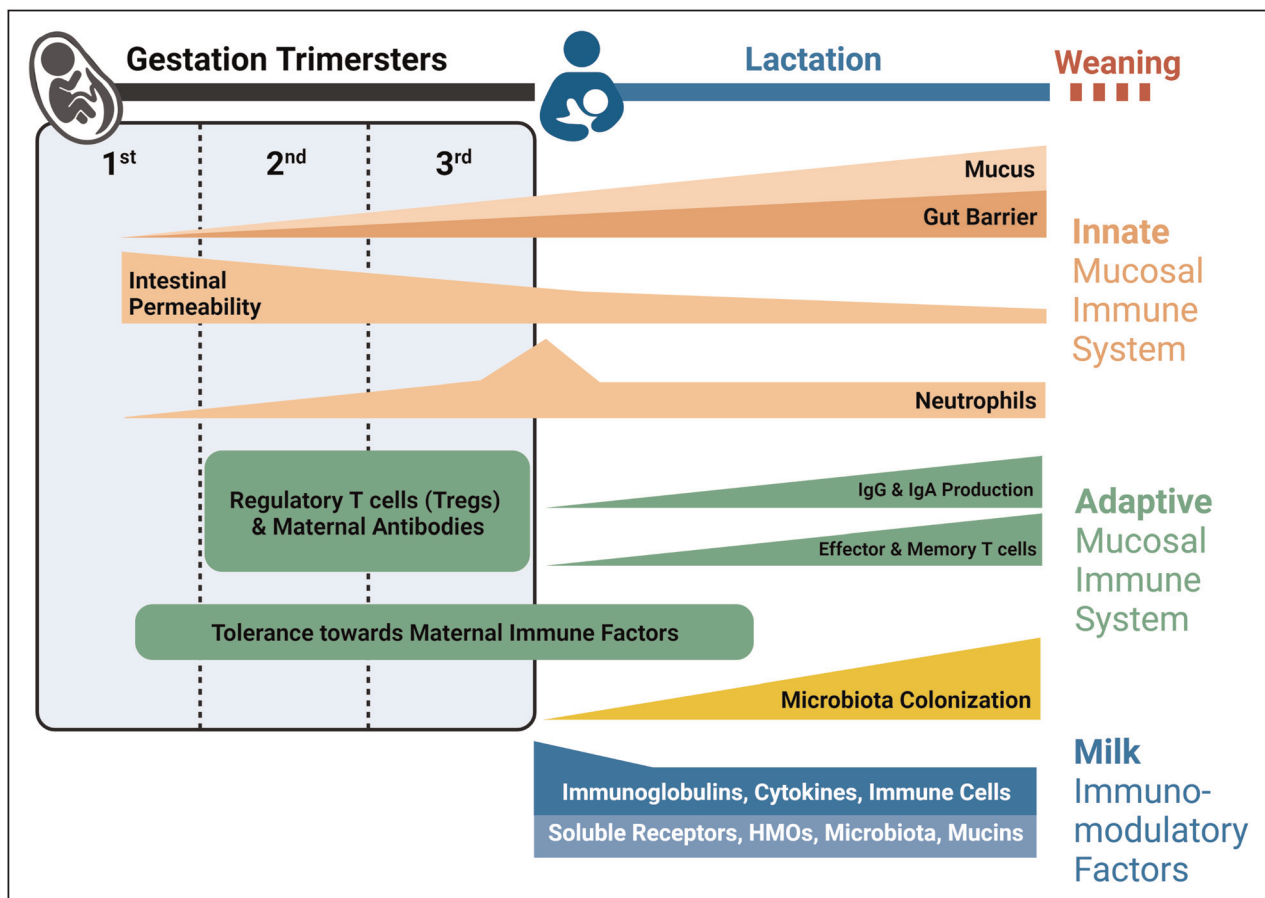 Gestation Trimersters
Lactation
Weaning
1st
2nd
3rd
Mucus
Gut Barrier
Intestinal
Permeability
Neutrophils
Innate
Mucosal
Immune
System
Regulatory T cells (Tregs)
& Maternal Antibodies
IgG & IgA Production
Effector & Memory T cells
Tolerance towards Maternal Immune Factors
Adaptive
Mucosal
Immune
System
Microbiota Colonization
Immunoglobulins, Cytokines, Immune Cells
Soluble Receptors, HMOs, Microbiota, Mucins
Milk
Immuno-
modulatory
Factors